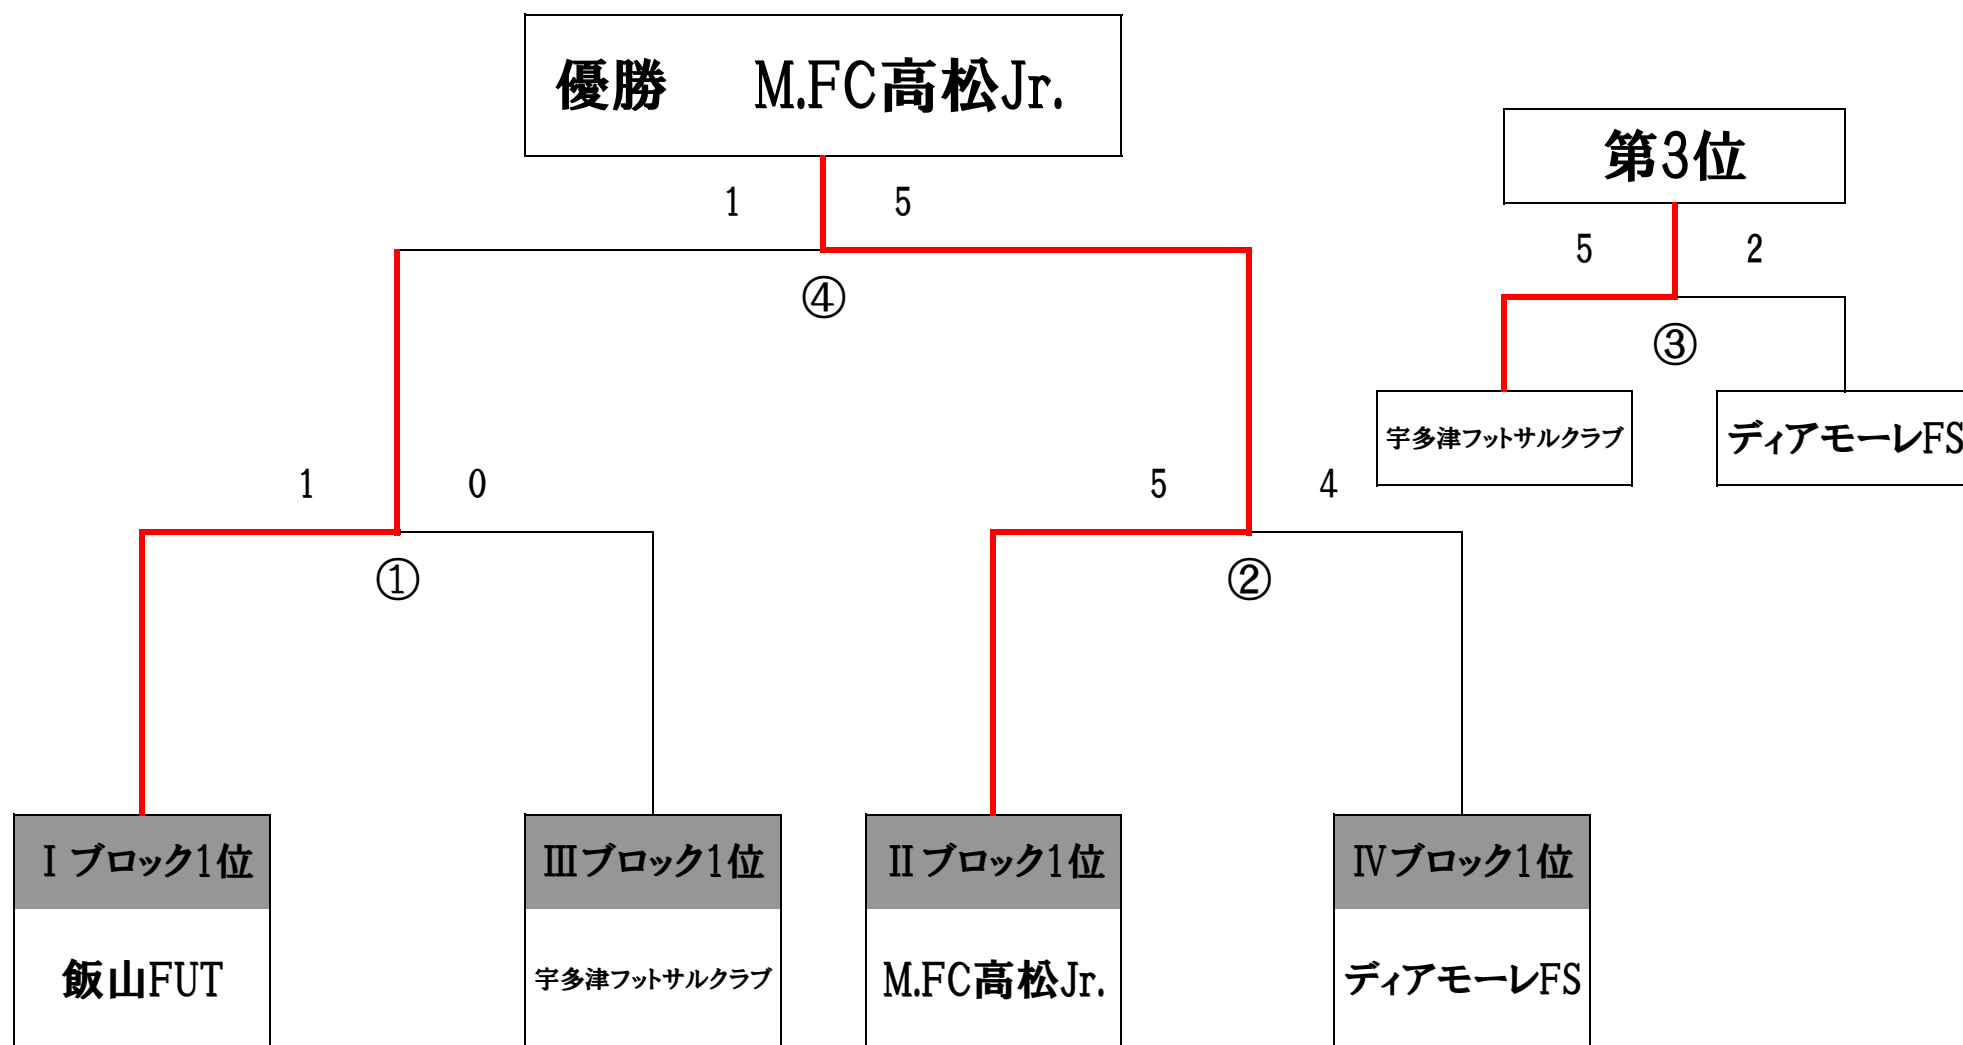 優勝　M.FC高松Jr.
第3位
1　5
5　2
④
③
宇多津フットサルクラブ　ディアモーレFS
1　0　5　4
①　②
Ⅰブロック1位　Ⅲブロック1位　Ⅱブロック1位　Ⅳブロック1位
飯山FUT　宇多津フットサルクラブ　M.FC高松Jr.　ディアモーレFS